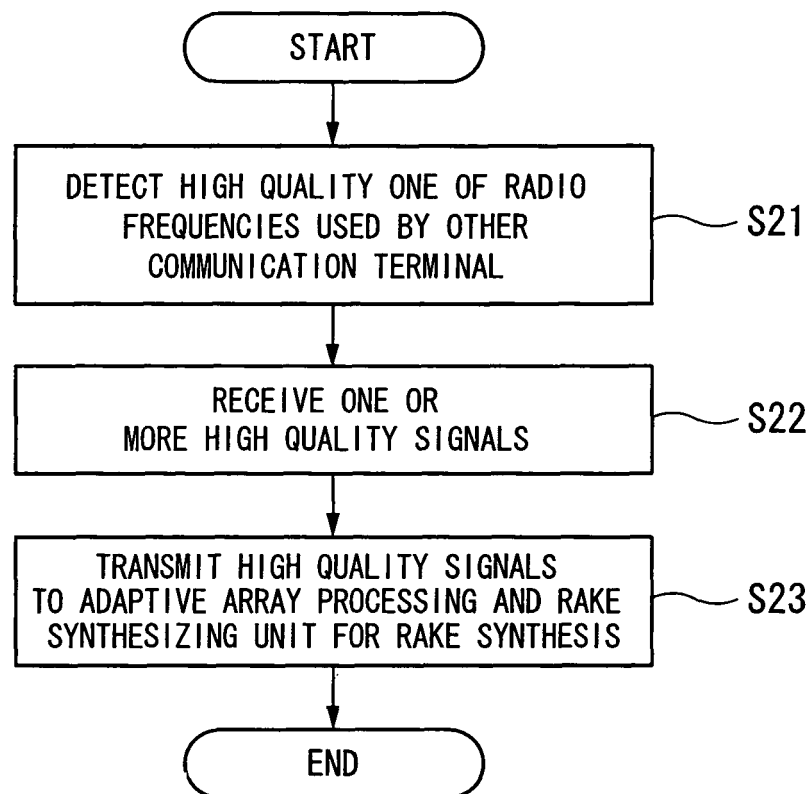 START
DETECT HIGH QUALITY ONE OF RADIO
FREQUENCIES USED BY OTHER
COMMUNICATION TERMINAL
S21
RECEIVE ONE OR
MORE HIGH QUALITY SIGNALS
S22
TRANSMIT HIGH QUALITY SIGNALS
TO ADAPTIVE ARRAY PROCESSING AND RAKE
SYNTHESIZING UNIT FOR RAKE SYNTHESIS
S23
END